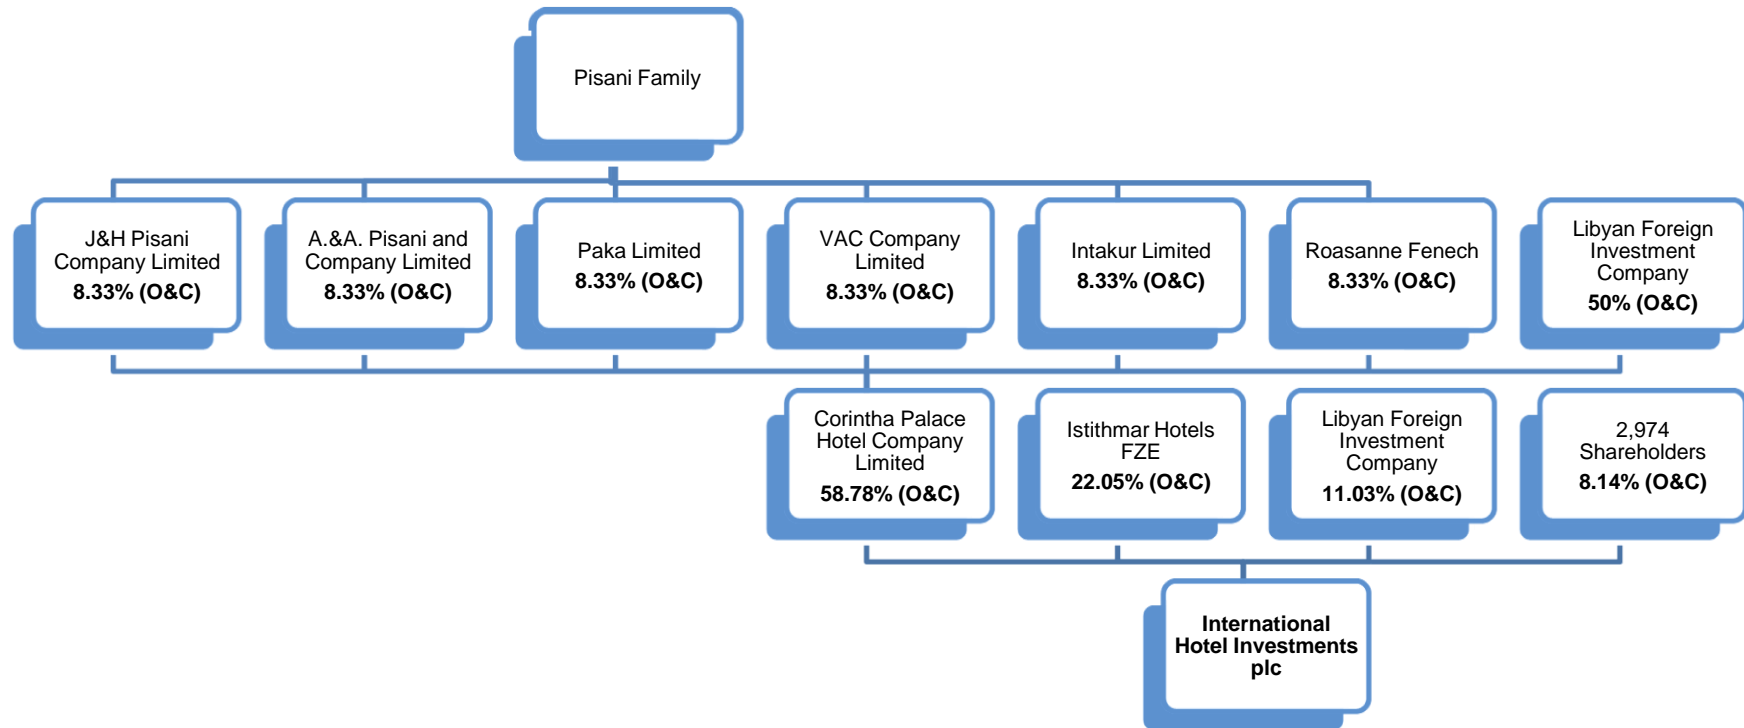 Pisani Family
J&H Pisani
Company Limited
8.33% (O&C)
A.&A. Pisani and
Company Limited
8.33% (O&C)
Paka Limited
8.33% (O&C)
VAC Company
Limited
8.33% (O&C)
Intakur Limited
8.33% (O&C)
Roasanne Fenech
8.33% (O&C)
Libyan Foreign
Investment
Company
50% (O&C)
Corintha Palace
Hotel Company
Limited
58.78% (O&C)
Istithmar Hotels
FZE
22.05% (O&C)
Libyan Foreign
Investment
Company
11.03% (O&C)
2,974
Shareholders
8.14% (O&C)
International
Hotel Investments
plc